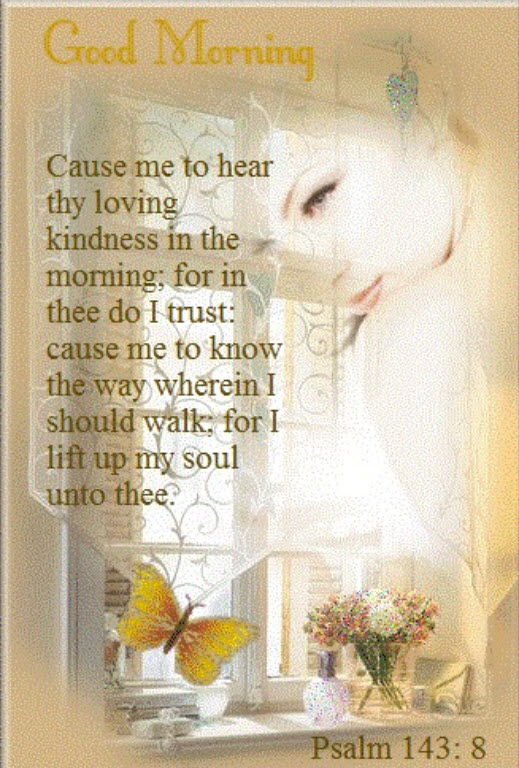 Good Morning
Cause me to hear
thy loving
kindness in the
morning; for in
thee do I trust:
cause me to know
the way wherein I
should walk; for I
lift up my soul
unto thee.
Psalm 143: 8